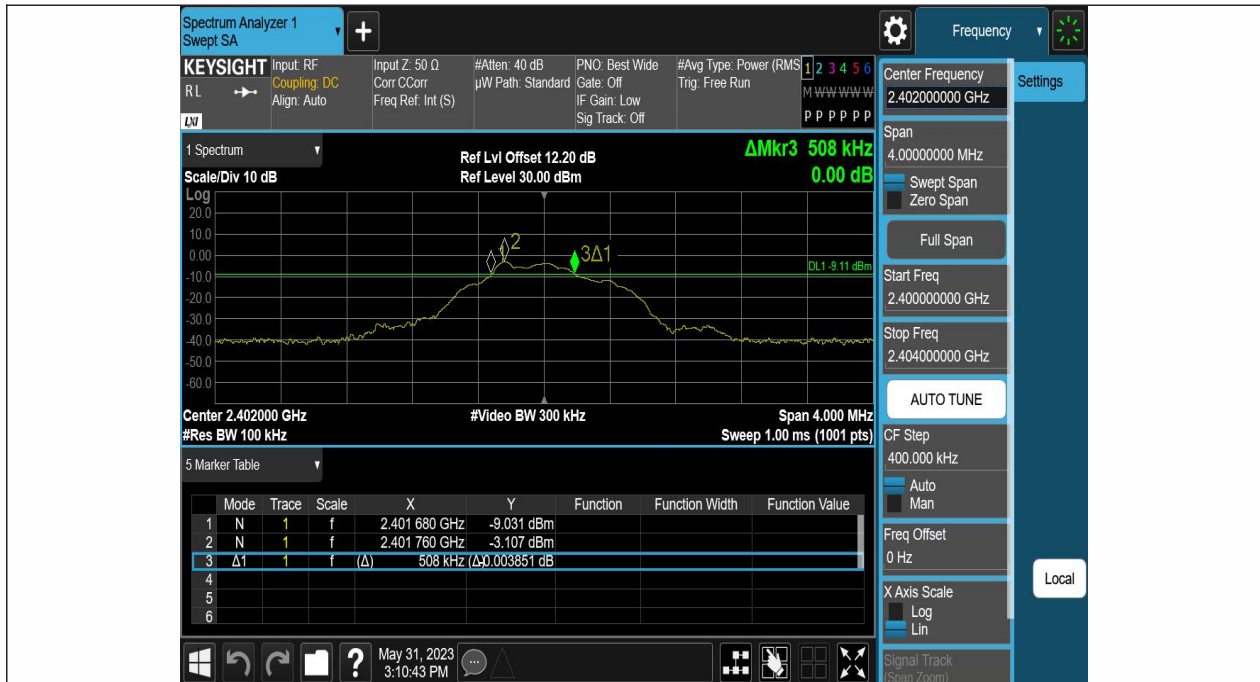 Spectrum Analyzer 1
Swept SA
+
Frequency
KEYSIGHT
RL
LXI
Input: RF
Coupling: DC
Align: Auto
Input Z: 50 Ω
Corr CCorr
Freq Ref: Int (S)
#Atten: 40 dB
µW Path: Standard
PNO: Best Wide
Gate: Off
IF Gain: Low
Sig Track: Off
#Avg Type: Power (RMS
Trig: Free Run
1 2 3 4 5 6
M W W W W W
P P P P P P
1 Spectrum
Scale/Div 10 dB
Ref Lvl Offset 12.20 dB
Ref Level 30.00 dBm
ΔMkr3 508 kHz
0.00 dB
Log
20.0
10.0
0.00
-10.0
-20.0
-30.0
-40.0
-50.0
-60.0
2
3Δ1
DL1 -9.11 dBm
Center 2.402000 GHz
#Res BW 100 kHz
#Video BW 300 kHz
Span 4.000 MHz
Sweep 1.00 ms (1001 pts)
5 Marker Table
Mode Trace Scale X Y Function Function Width Function Value
1 N 1 f 2.401 680 GHz -9.031 dBm
2 N 1 f 2.401 760 GHz -3.107 dBm
3 Δ1 1 f (Δ) 508 kHz (Δ) -0.003851 dB
4
5
6
?
May 31, 2023
3:10:43 PM
Center Frequency
2.402000000 GHz
Settings
Span
4.00000000 MHz
Swept Span
Zero Span
Full Span
Start Freq
2.400000000 GHz
Stop Freq
2.404000000 GHz
AUTO TUNE
CF Step
400.000 kHz
Auto
Man
Freq Offset
0 Hz
X Axis Scale
Log
Lin
Signal Track
(Span Zoom)
Local